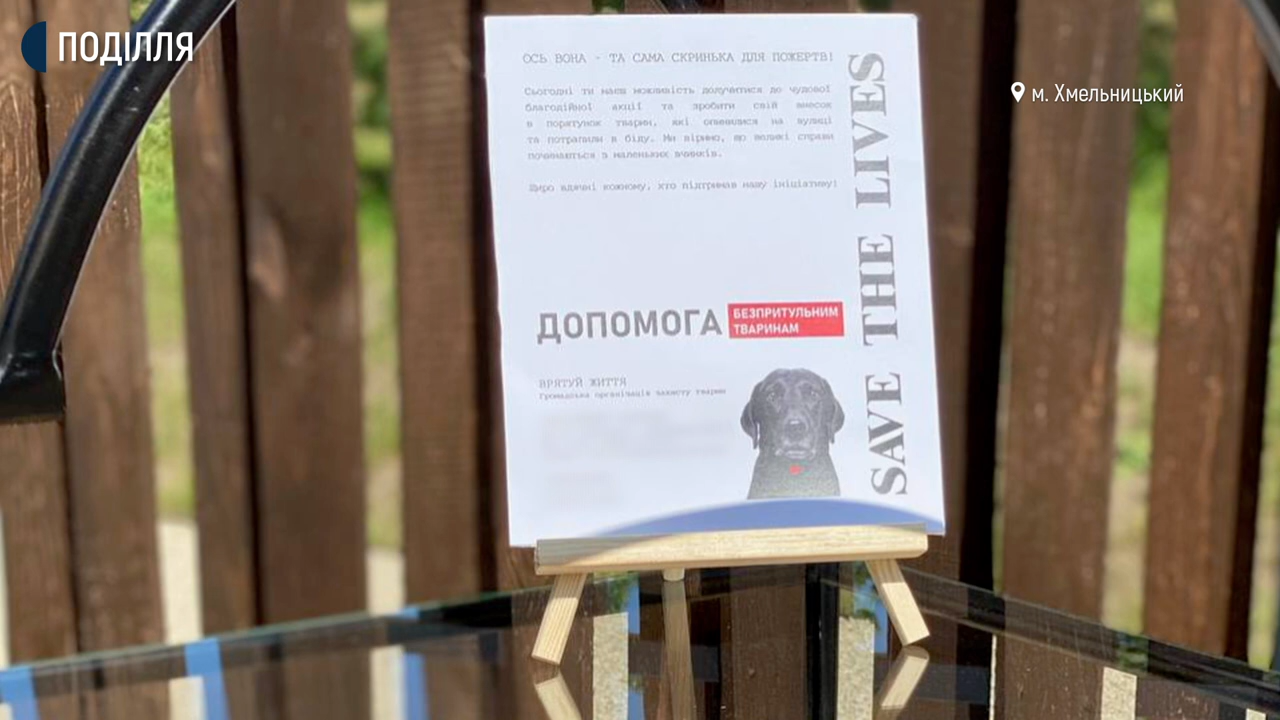 ПОДІЛЛЯ
м. Хмельницький
ОСЬ ВОНА - ТА САМА СКРИНЬКА ДЛЯ ПОЖЕРТВ!
Сьогодні ти маєш можливість долучитися до чудової
благодійної акції та зробити свій внесок
в порятунок тварин, які опинилися на вулиці
та потрапили в біду. Ми віримо, що великі справи
починаються з маленьких вчинків.
Щиро вдячні кожному, хто підтримав нашу ініціативу!
ДОПОМОГА
БЕЗПРИТУЛЬНИМ
ТВАРИНАМ
ВРЯТУЙ ЖИТТЯ
Громадська організація захисту тварин
SAVE THE LIVES